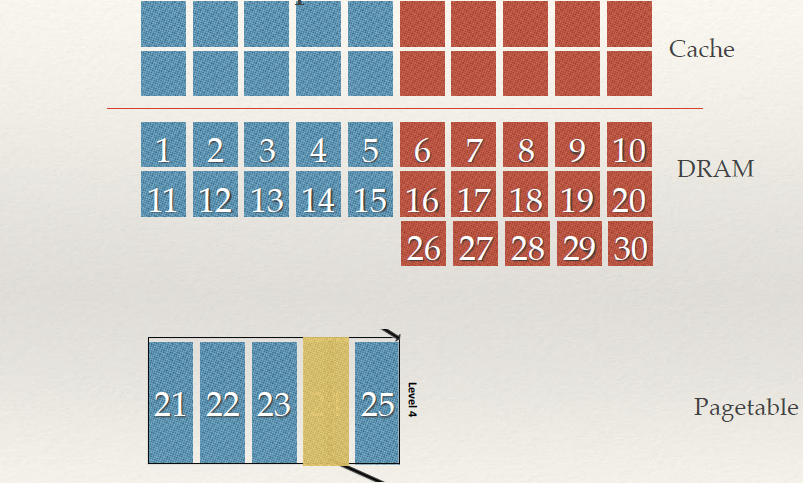 Cache
1 2 3 4 5 6 7 8 9 10
DRAM
11 12 13 14 15 16 17 18 19 20
26 27 28 29 30
21 22 23 25
Level 4
Pagetable